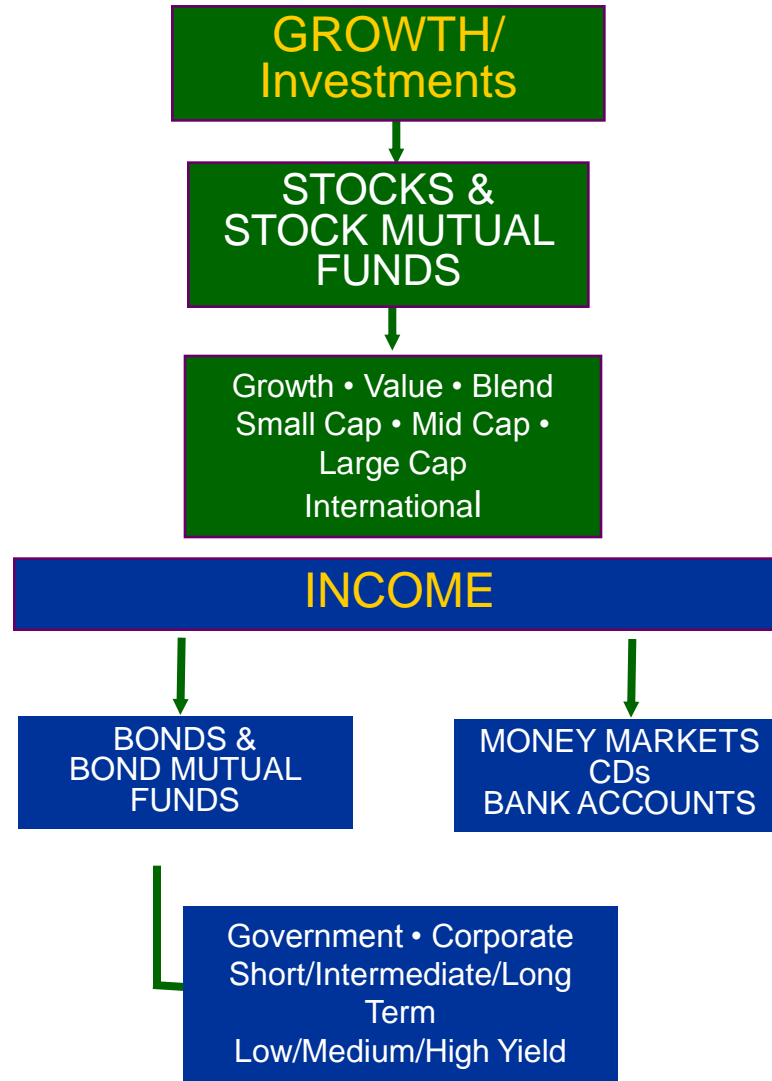 GROWTH/
Investments
STOCKS &
STOCK MUTUAL
FUNDS
Growth • Value • Blend
Small Cap • Mid Cap •
Large Cap
International
INCOME
BONDS &
BOND MUTUAL
FUNDS
MONEY MARKETS
CDs
BANK ACCOUNTS
Government • Corporate
Short/Intermediate/Long
Term
Low/Medium/High Yield